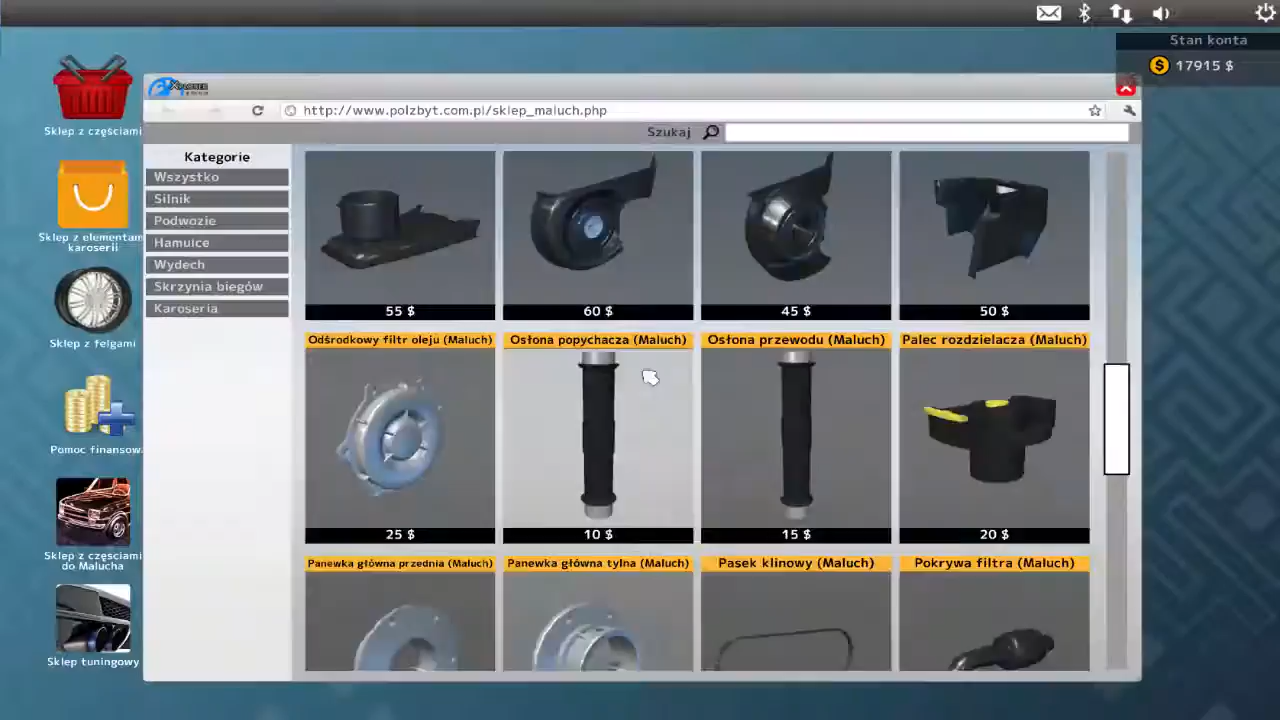 Stan konta
17915 $
http://www.polzbyt.com.pl/sklep_maluch.php
Szukaj
Sklep z częściami
Sklep z elementami
karoserii
Sklep z felgami
Pomoc finansowa
Sklep z częściami
do Malucha
Sklep tuningowy
Kategorie
Wszystko
Silnik
Podwozie
Hamulce
Wydech
Skrzynia biegów
Karoseria
55 $
60 $
45 $
50 $
Odśrodkowy filtr oleju (Maluch)
Osłona popychacza (Maluch)
Osłona przewodu (Maluch)
Palec rozdzielacza (Maluch)
25 $
10 $
15 $
20 $
Panewka główna przednia (Maluch)
Panewka główna tylna (Maluch)
Pasek klinowy (Maluch)
Pokrywa filtra (Maluch)